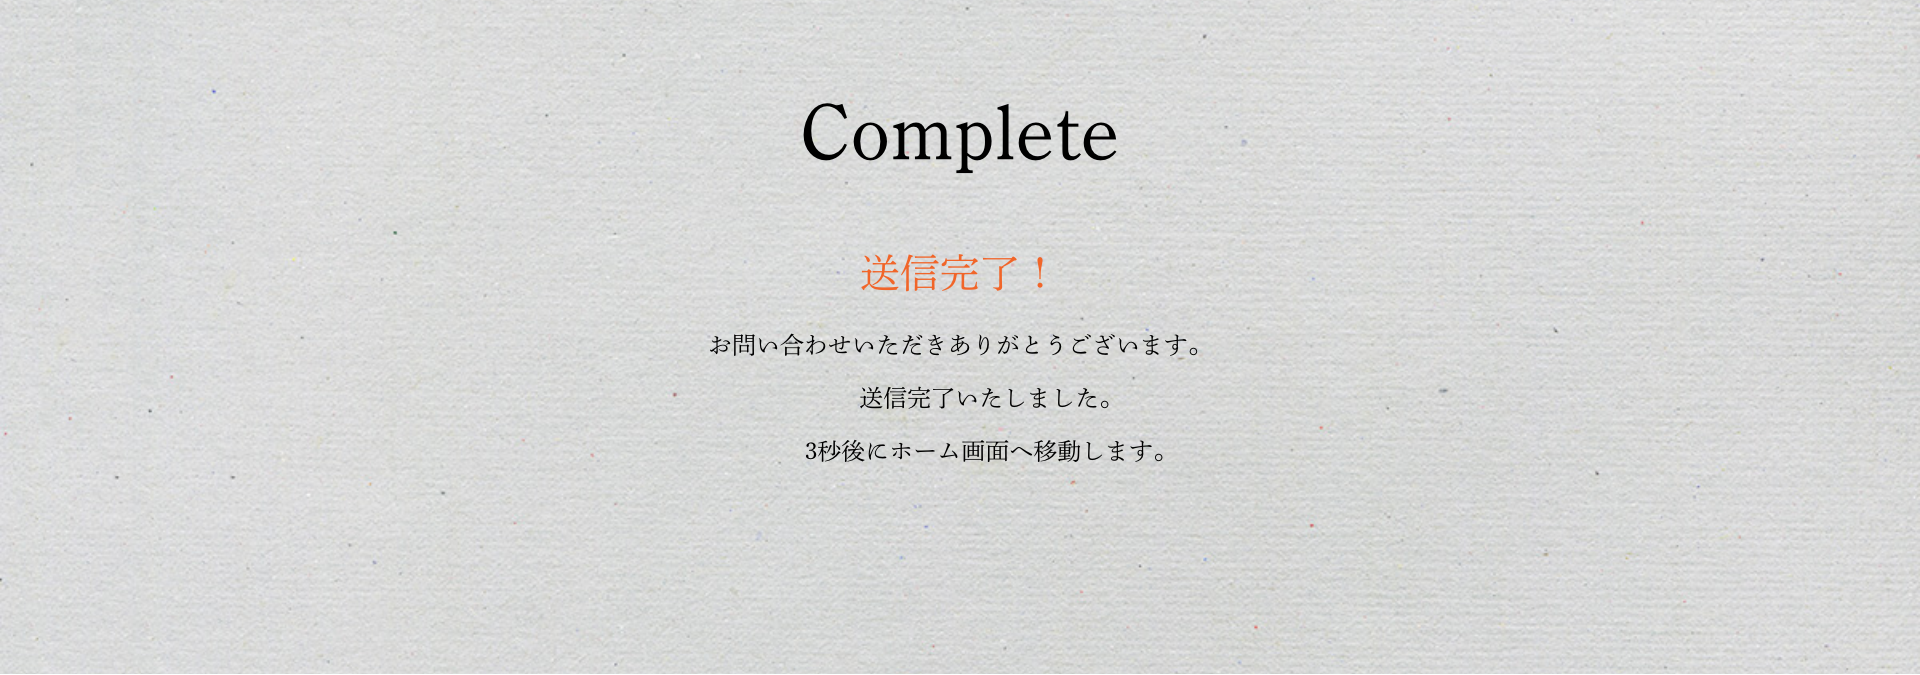 Complete
送信完了！
お問い合わせいただきありがとうございます。
送信完了いたしました。
3秒後にホーム画面へ移動します。